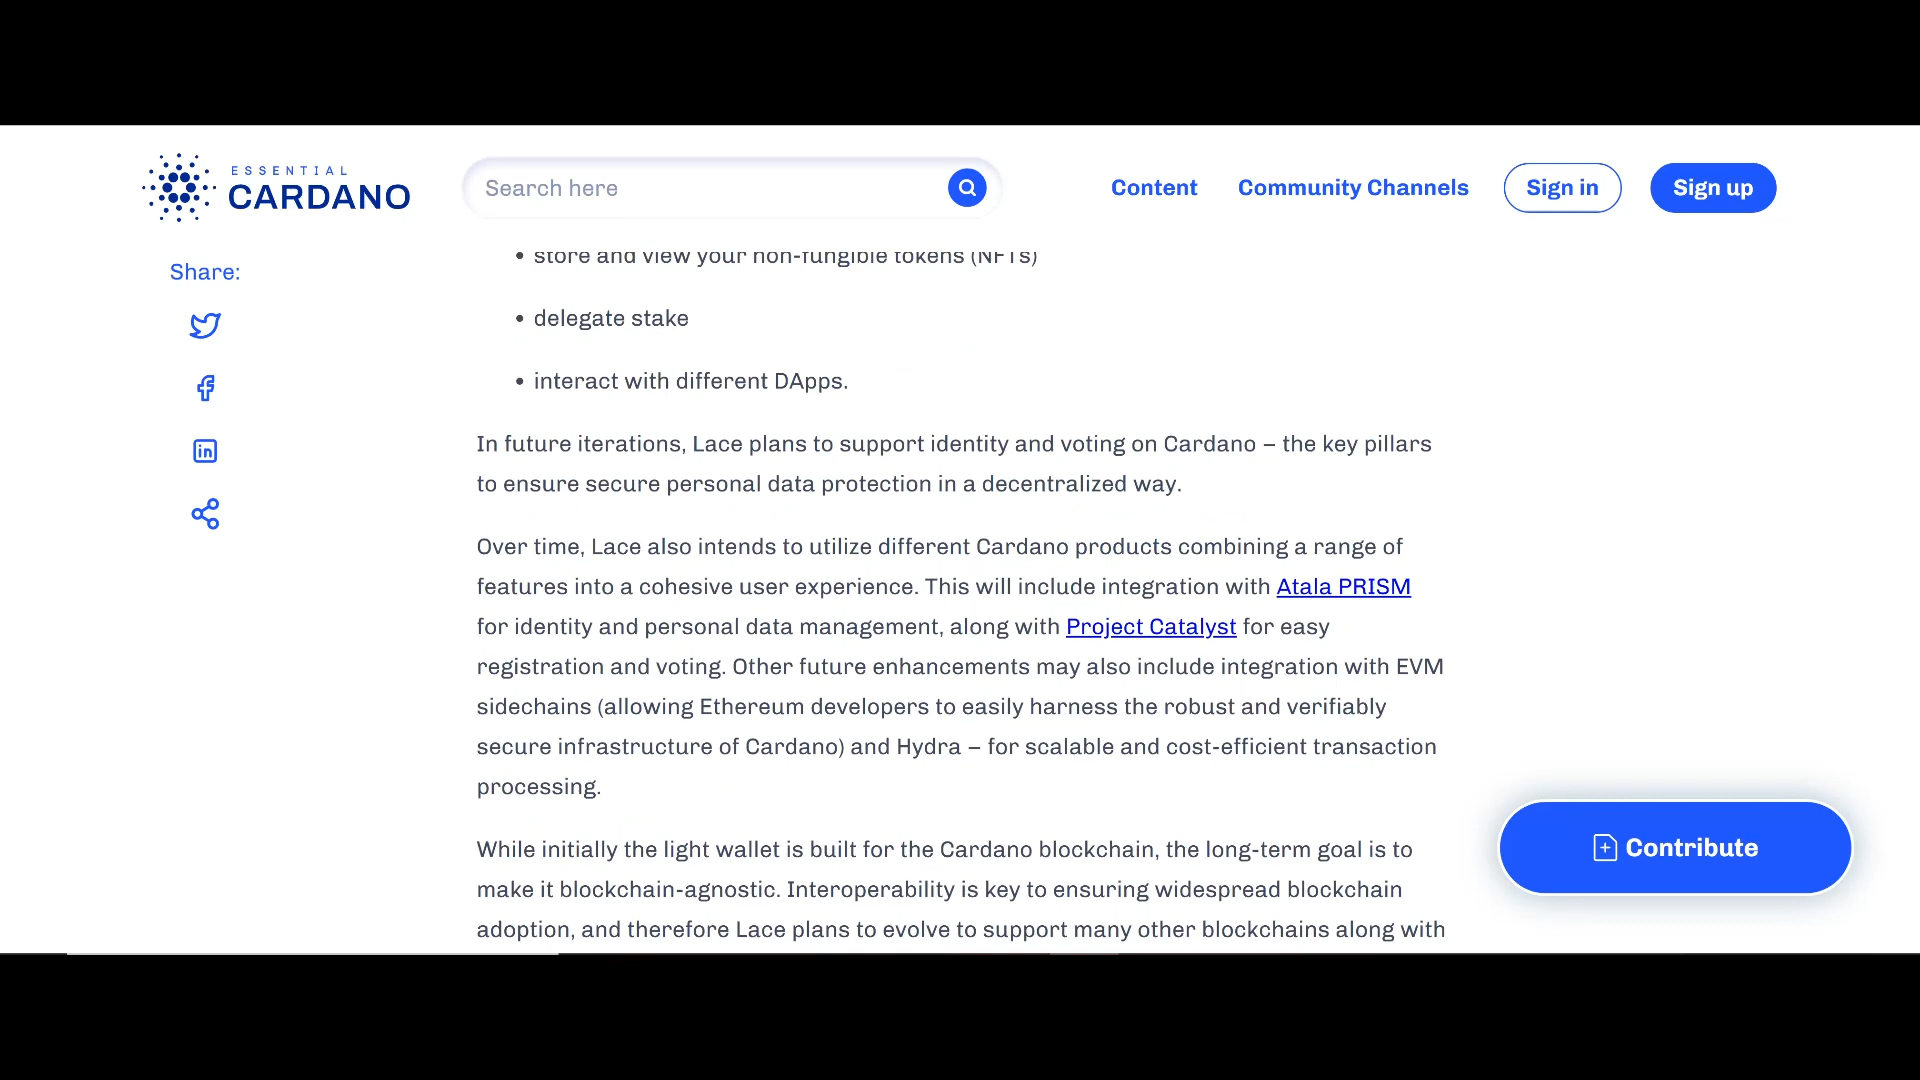 ESSENTIAL
CARDANO
Search here
Content
Community Channels
Sign in
Sign up
Share:
• store and view your non-fungible tokens (NFTs)
• delegate stake
• interact with different DApps.
In future iterations, Lace plans to support identity and voting on Cardano – the key pillars
to ensure secure personal data protection in a decentralized way.
Over time, Lace also intends to utilize different Cardano products combining a range of
features into a cohesive user experience. This will include integration with Atala PRISM
for identity and personal data management, along with Project Catalyst for easy
registration and voting. Other future enhancements may also include integration with EVM
sidechains (allowing Ethereum developers to easily harness the robust and verifiably
secure infrastructure of Cardano) and Hydra – for scalable and cost-efficient transaction
processing.
While initially the light wallet is built for the Cardano blockchain, the long-term goal is to
make it blockchain-agnostic. Interoperability is key to ensuring widespread blockchain
adoption, and therefore Lace plans to evolve to support many other blockchains along with
Contribute